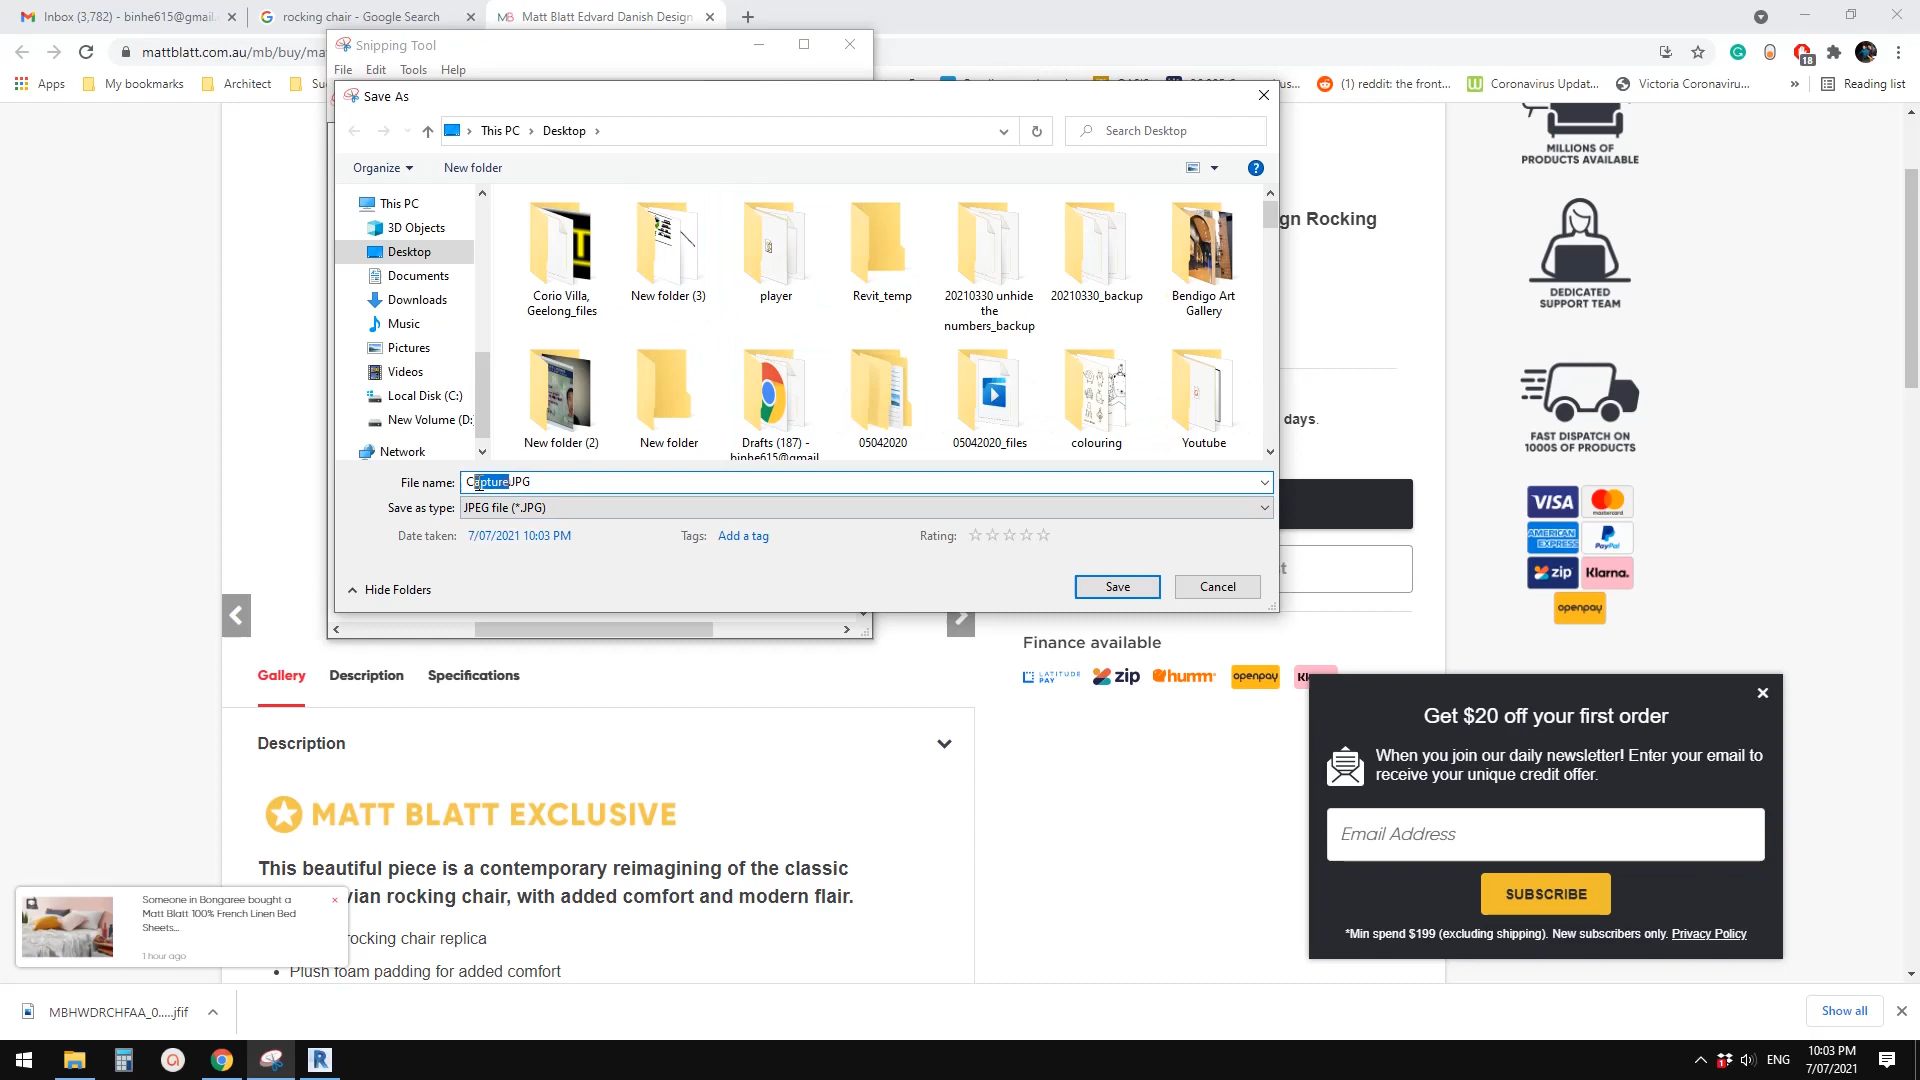 Inbox (3,782) - binhe615@gmail.
rocking chair - Google Search
MB Matt Blatt Edvard Danish Design
mattblatt.com.au/mb/buy/ma
18
Apps
My bookmarks
Architect
(1) reddit: the front...
Coronavirus Updat...
Victoria Coronaviru...
»
Reading list
Snipping Tool
File Edit Tools Help
Save As
This PC > Desktop >
Search Desktop
Organize
New folder
This PC
3D Objects
Desktop
Documents
Downloads
Music
Pictures
Videos
Local Disk (C:)
New Volume (D:
Network
Corio Villa,
Geelong_files
New folder (3)
player
Revit_temp
20210330 unhide
the
numbers_backup
20210330_backup
Bendigo Art
Gallery
New folder (2)
New folder
Drafts (187) -
binhe615@gmail
05042020
05042020_files
colouring
Youtube
File name: Capture.JPG
Save as type: JPEG file (*.JPG)
Date taken: 7/07/2021 10:03 PM
Tags: Add a tag
Rating:
Hide Folders
Save
Cancel
gn Rocking
days.
t
MILLIONS OF
PRODUCTS AVAILABLE
DEDICATED
SUPPORT TEAM
FAST DISPATCH ON
1000S OF PRODUCTS
VISA
mastercard
AMERICAN EXPRESS
PayPal
zip
Klarna.
openpay
Finance available
LATITUDE PAY
zip
humm
openpay
Kl
Gallery
Description
Specifications
Description
MATT BLATT EXCLUSIVE
This beautiful piece is a contemporary reimagining of the classic
vian rocking chair, with added comfort and modern flair.
rocking chair replica
• Plush foam padding for added comfort
Someone in Bongaree bought a
Matt Blatt 100% French Linen Bed
Sheets...
1 hour ago
Get $20 off your first order
When you join our daily newsletter! Enter your email to
receive your unique credit offer.
Email Address
SUBSCRIBE
*Min spend $199 (excluding shipping). New subscribers only. Privacy Policy
MBHWDRCHFAA_0.....jfif
Show all
ENG
10:03 PM
7/07/2021